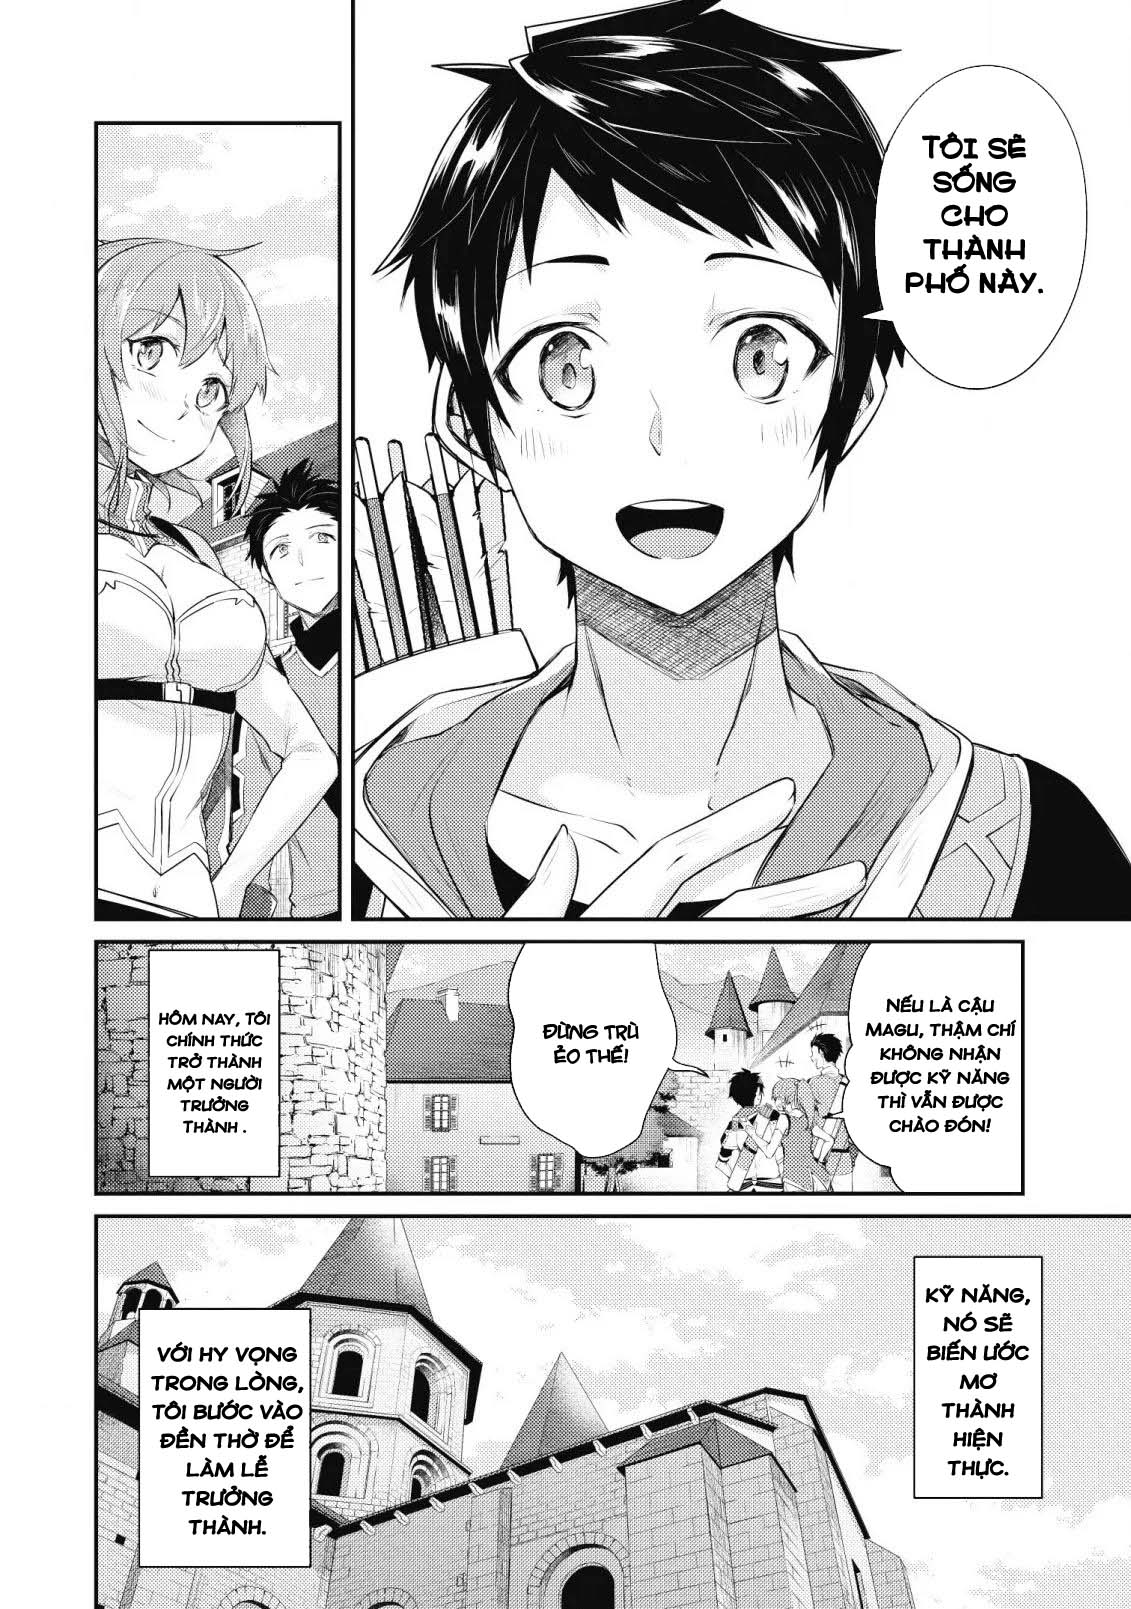 TÔI SẼ
SỐNG
CHO
THÀNH
PHỐ NÀY.
NẾU LÀ CẬU
MAGU, THẬM CHÍ
KHÔNG NHẬN
ĐƯỢC KỸ NĂNG
THÌ VẪN ĐƯỢC
CHÀO ĐÓN!
ĐỪNG TRÙ
ẺO THẾ!
HÔM NAY, TÔI
CHÍNH THỨC
TRỞ THÀNH
MỘT NGƯỜI
TRƯỞNG
THÀNH .
KỸ NĂNG,
NÓ SẼ
BIẾN ƯỚC
MƠ
THÀNH
HIỆN
THỰC.
VỚI HY VỌNG
TRONG LÒNG,
TÔI BƯỚC VÀO
ĐỀN THỜ ĐỂ
LÀM LỄ
TRƯỞNG
THÀNH.